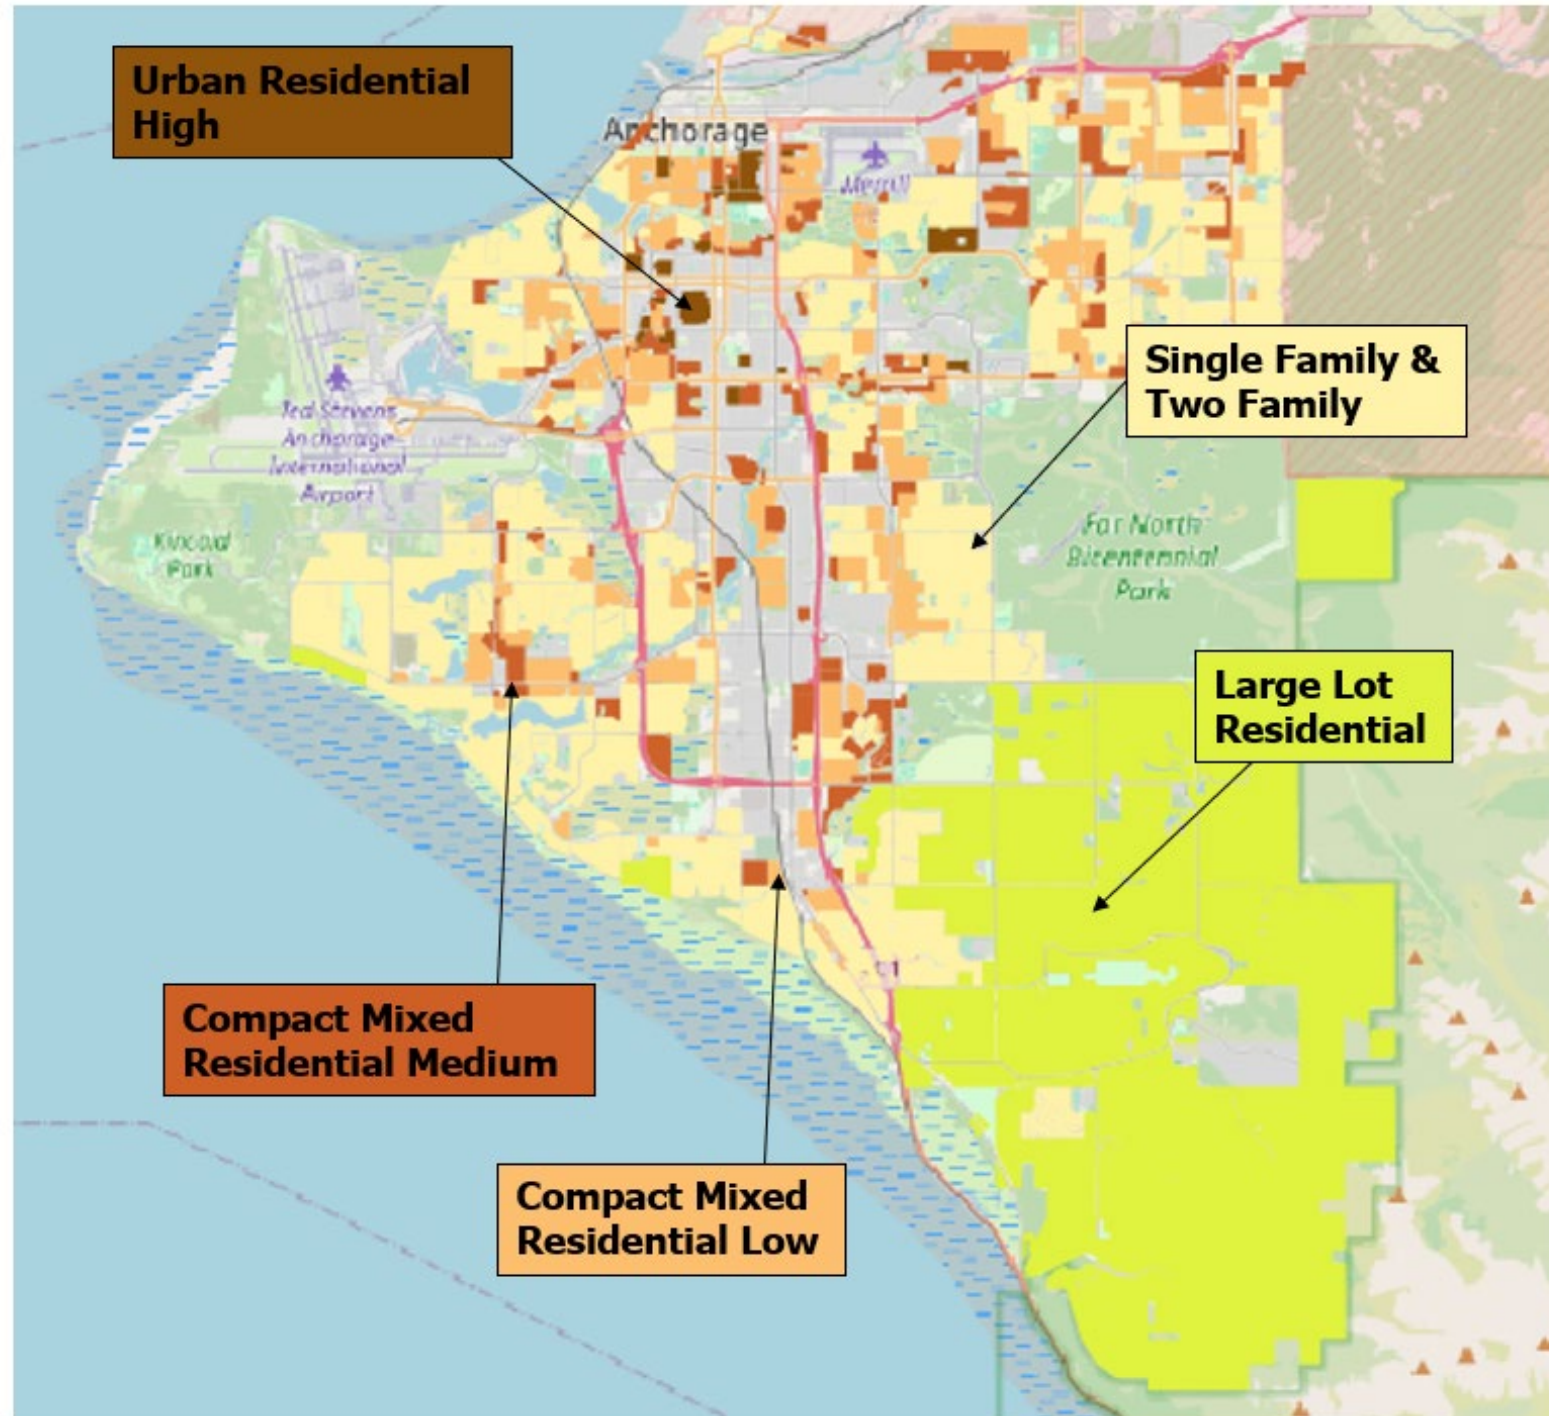 Urban Residential
High
Anchorage
Merrill
Single Family &
Two Family
Ted Stevens
Anchorage
International
Airport
Kincaid
Park
Far North
Bicentennial
Park
Large Lot
Residential
Compact Mixed
Residential Medium
Compact Mixed
Residential Low